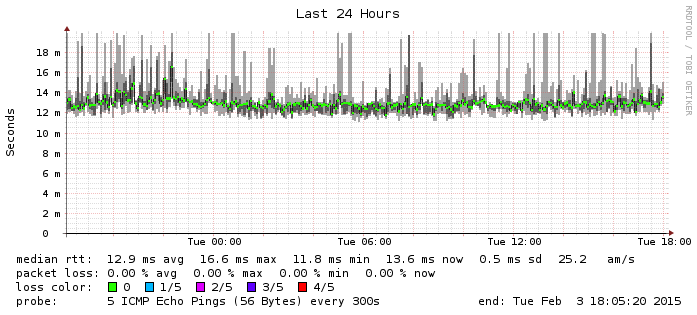 Last 24 Hours
RRDTOOL / TOBI OETIKER
Seconds
18 m
16 m
14 m
12 m
10 m
8 m
6 m
4 m
2 m
0
Tue 00:00 Tue 06:00 Tue 12:00 Tue 18:00
median rtt: 12.9 ms avg 16.6 ms max 11.8 ms min 13.6 ms now 0.5 ms sd 25.2 am/s
packet loss: 0.00 % avg 0.00 % max 0.00 % min 0.00 % now
loss color: 0 1/5 2/5 3/5 4/5
probe: 5 ICMP Echo Pings (56 Bytes) every 300s end: Tue Feb 3 18:05:20 2015